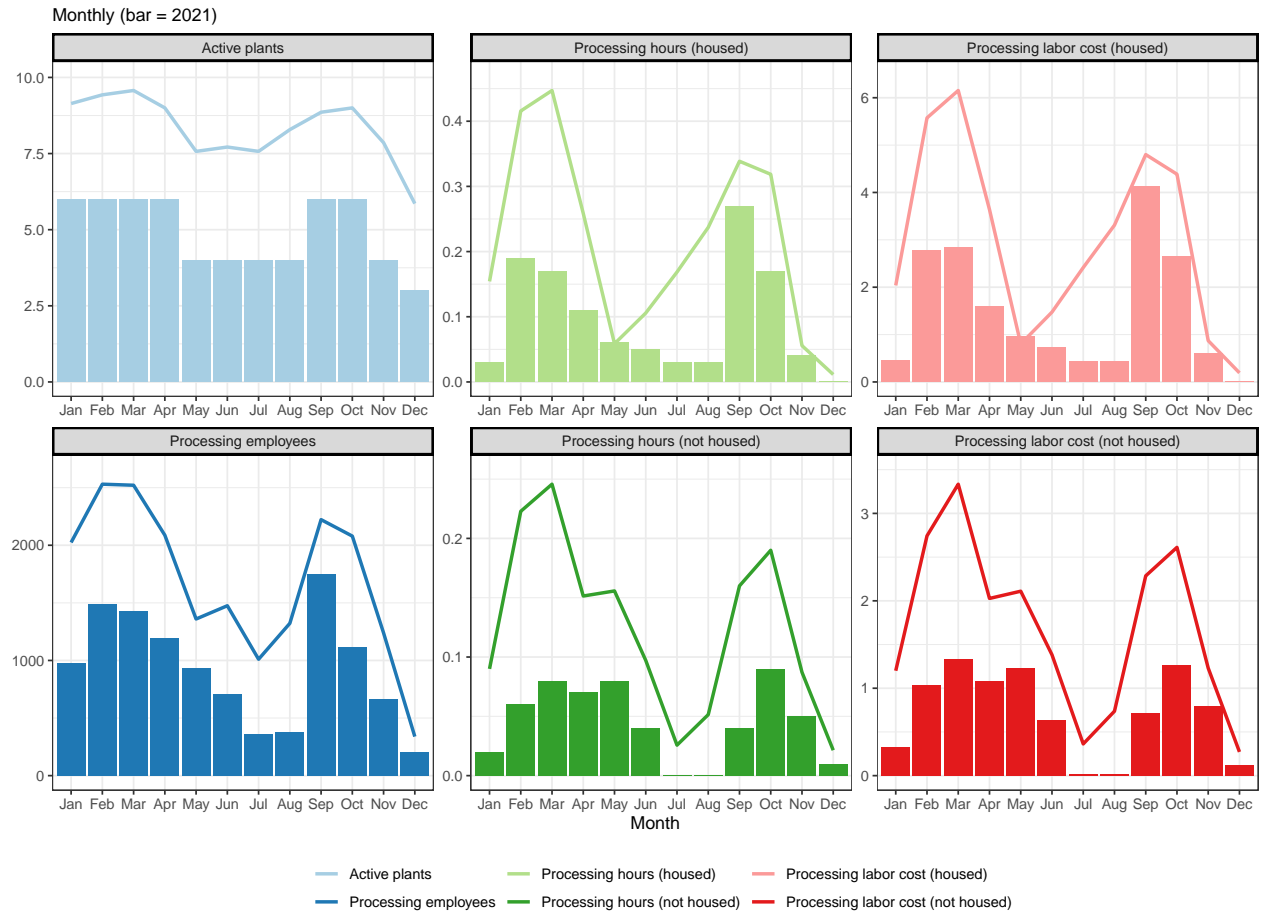 Monthly (bar = 2021)
Active plants
Processing hours (housed)
Processing labor cost (housed)
10.0
7.5
5.0
2.5
0.0
0.4
0.3
0.2
0.1
0.0
6
4
2
0
Jan Feb Mar Apr May Jun Jul Aug Sep Oct Nov Dec
Jan Feb Mar Apr May Jun Jul Aug Sep Oct Nov Dec
Jan Feb Mar Apr May Jun Jul Aug Sep Oct Nov Dec
Processing employees
Processing hours (not housed)
Processing labor cost (not housed)
2000
1000
0
0.2
0.1
0.0
3
2
1
0
Jan Feb Mar Apr May Jun Jul Aug Sep Oct Nov Dec
Jan Feb Mar Apr May Jun Jul Aug Sep Oct Nov Dec
Jan Feb Mar Apr May Jun Jul Aug Sep Oct Nov Dec
Month
Active plants
Processing hours (housed)
Processing labor cost (housed)
Processing employees
Processing hours (not housed)
Processing labor cost (not housed)